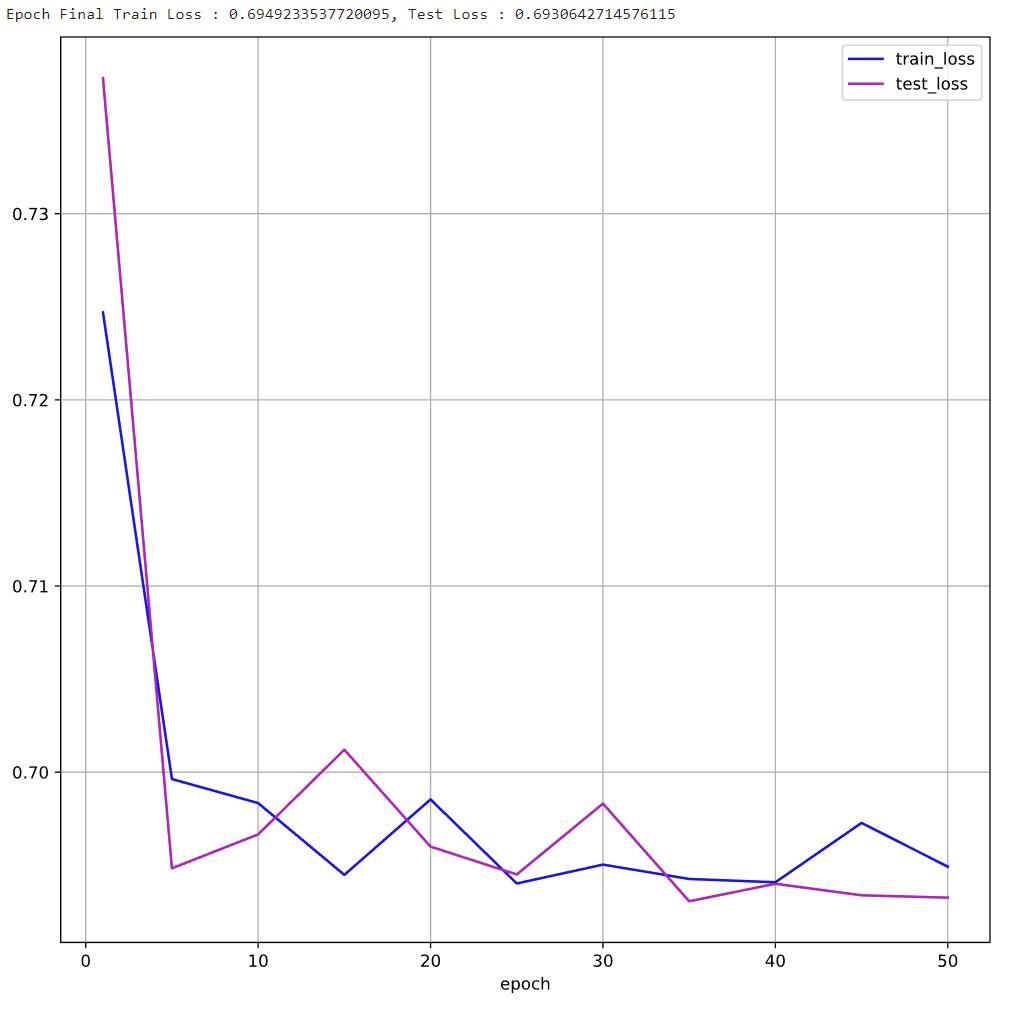 Epoch Final Train Loss : 0.6949233537720095, Test Loss : 0.6930642714576115
train_loss
test_loss
0.73
0.72
0.71
0.70
0 10 20 30 40 50
epoch